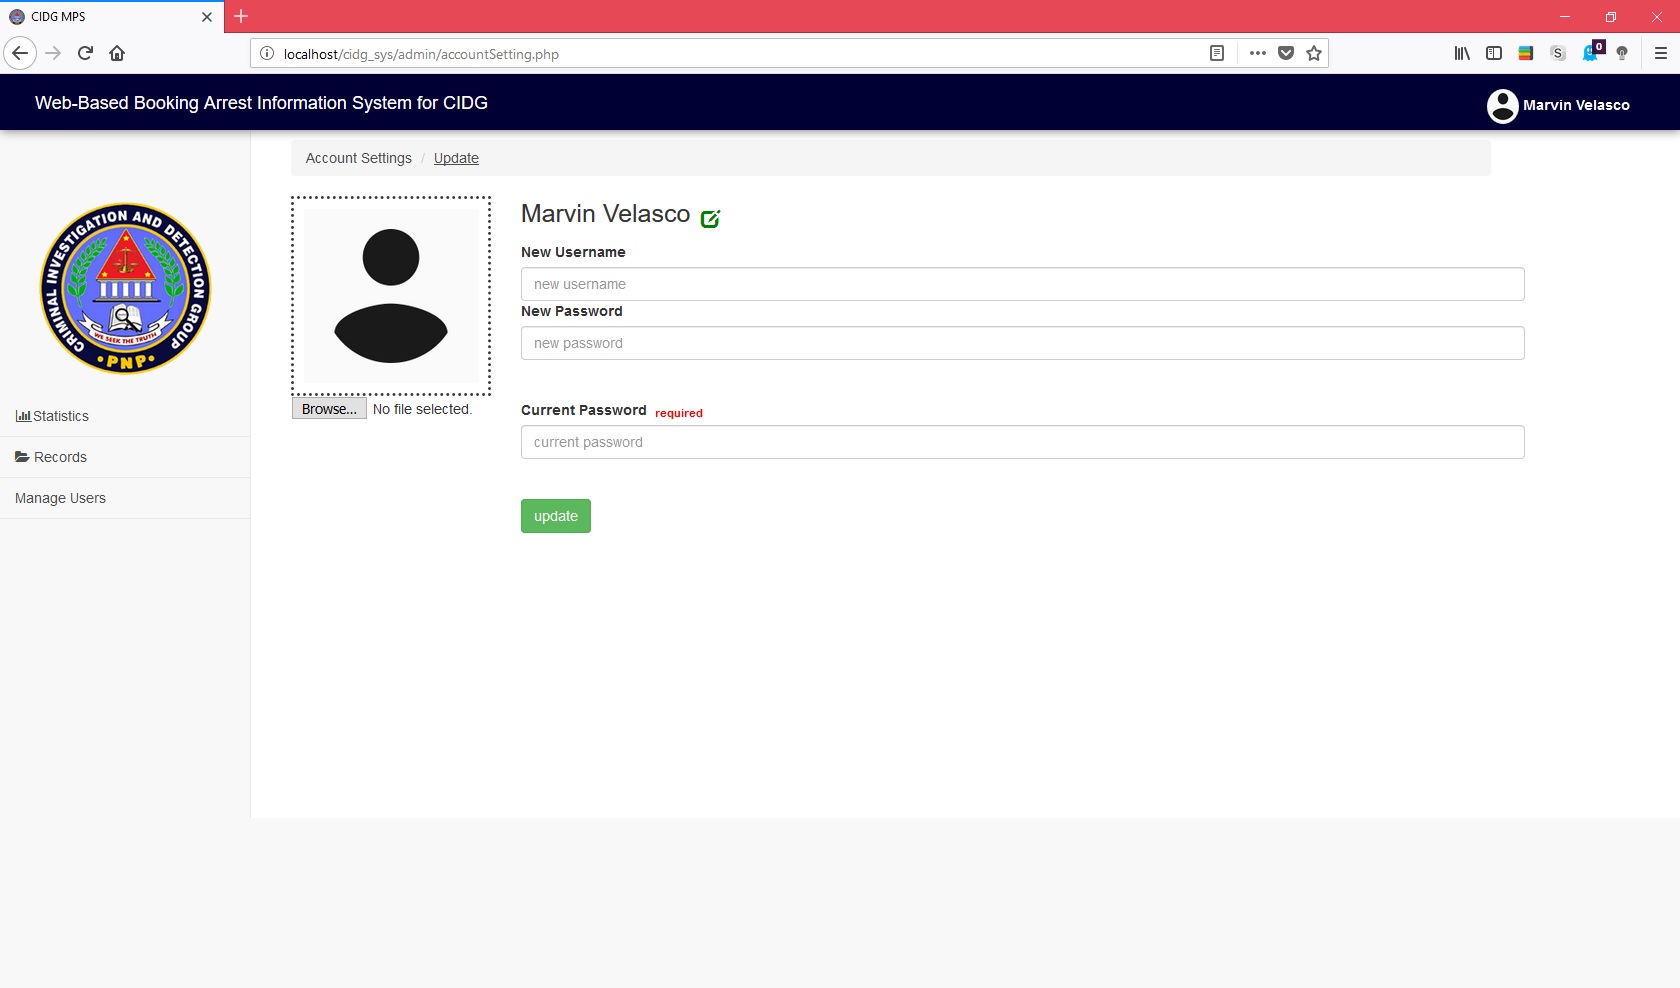 CIDG MPS
localhost/cidg_sys/admin/accountSetting.php
S
0
Web-Based Booking Arrest Information System for CIDG
Marvin Velasco
Account Settings / Update
CRIMINAL INVESTIGATION AND DETECTION GROUP
WE SEEK THE TRUTH
PNP
Statistics
Records
Manage Users
Browse... No file selected.
Marvin Velasco
New Username
new username
New Password
new password
Current Password required
current password
update